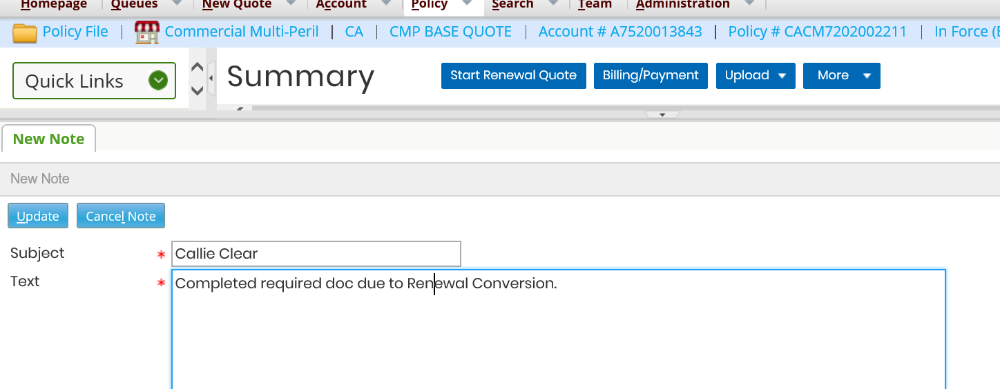 Homepage Queues New Quote Account Policy Search Team Administration
Policy File | Commercial Multi-Peril | CA | CMP BASE QUOTE | Account # A7520013843 | Policy # CACM7202002211 | In Force (
Quick Links
Summary
Start Renewal Quote Billing/Payment Upload More
New Note
New Note
Update Cancel Note
Subject * Callie Clear
Text * Completed required doc due to Renewal Conversion.